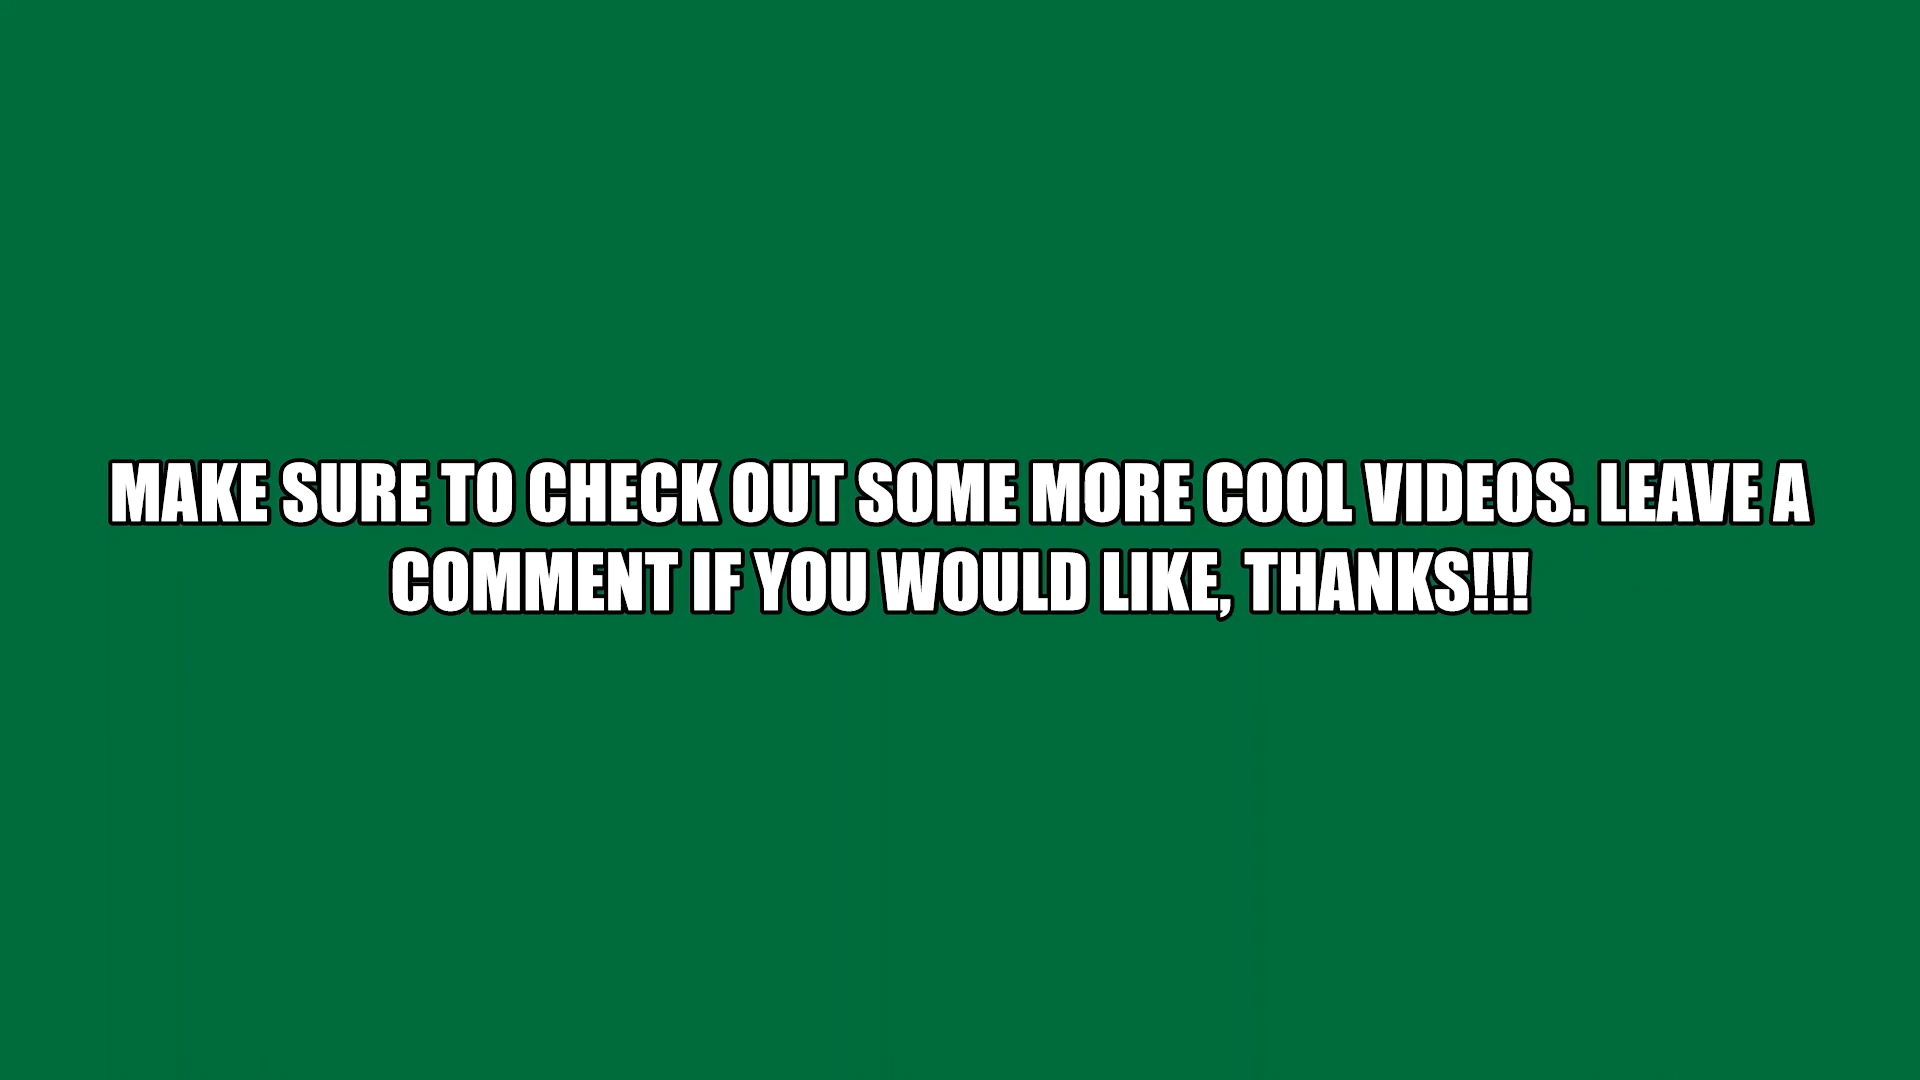 MAKE SURE TO CHECK OUT SOME MORE COOL VIDEOS. LEAVE A
COMMENT IF YOU WOULD LIKE, THANKS!!!